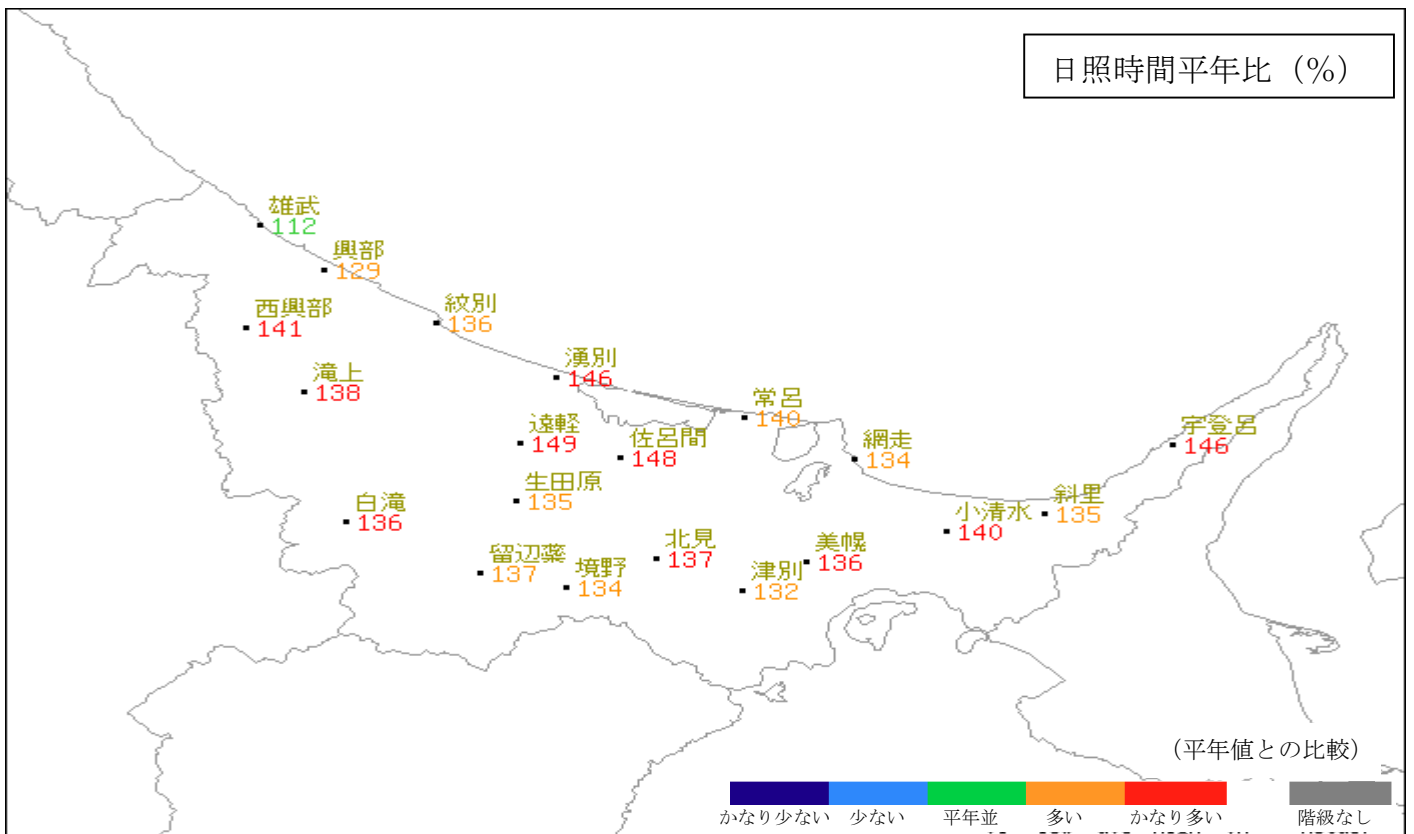 日照時間平年比（％）
雄武
112
興部
129
西興部
141
紋別
136
滝上
138
湧別
146
常呂
140
遠軽
149
佐呂間
148
網走
134
宇登呂
146
生田原
135
白滝
136
斜里
135
小清水
140
北見
137
美幌
136
留辺蘂
137
境野
134
津別
132
（平年値との比較）
かなり少ない 少ない 平年並 多い かなり多い 階級なし